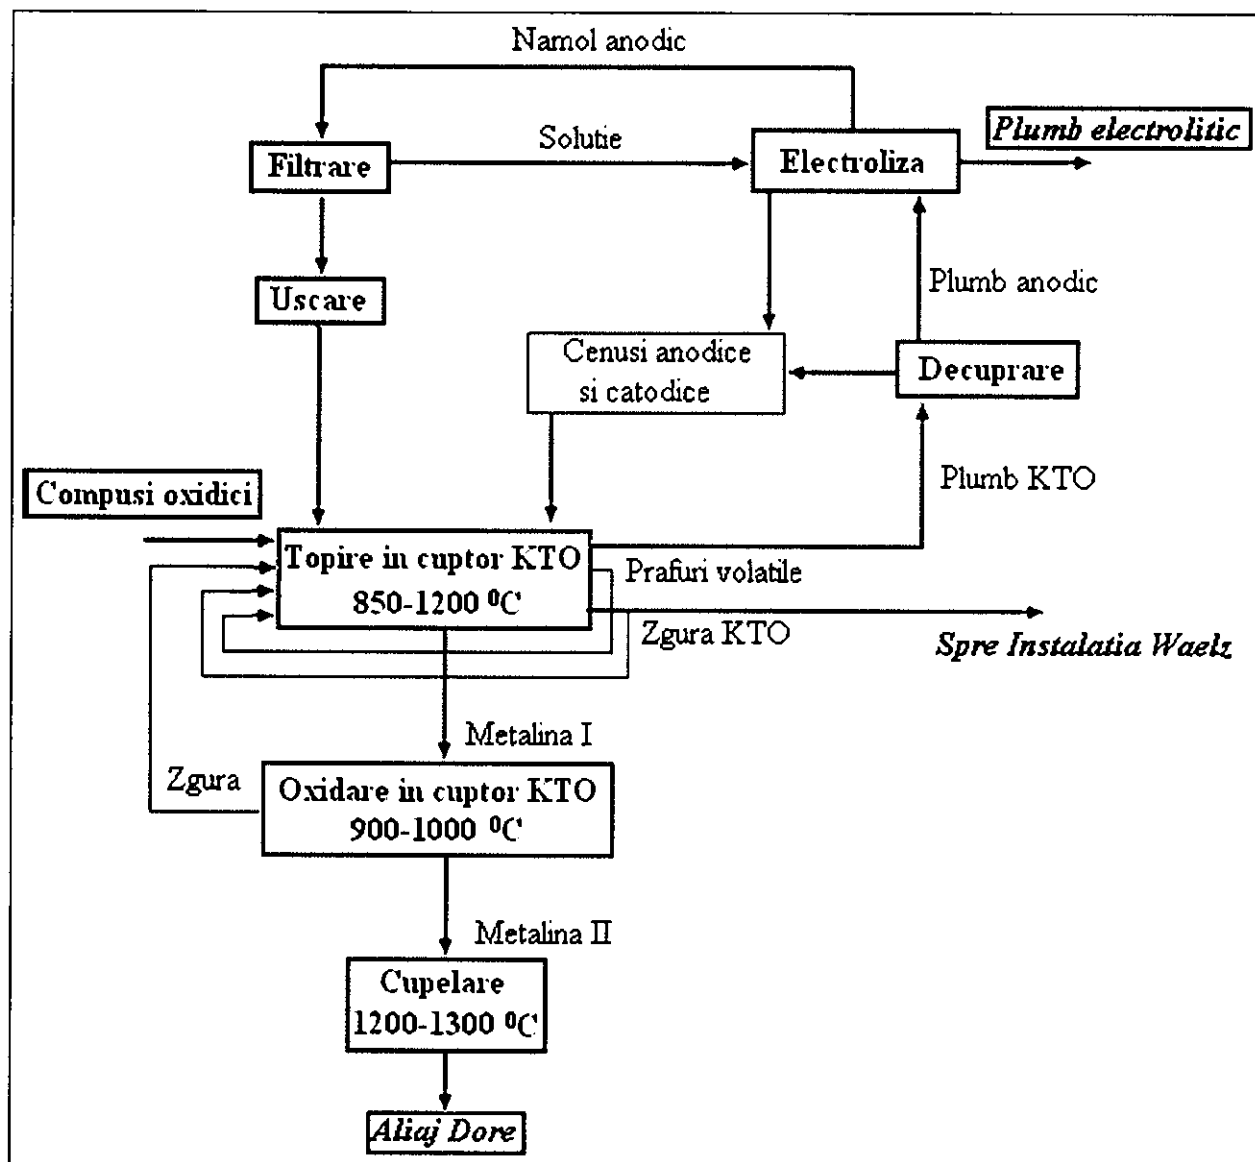 Namol anodic
Plumb electrolitic
Solutie
Filtrare
Electroliza
Uscare
Plumb anodic
Cenusi anodice
si catodice
Decuprare
Compusi oxidici
Plumb KTO
Topire in cuptor KTO
850-1200 ⁰C
Prafuri volatile
Zgura KTO
Spre Instalatia Waelz
Metalina I
Zgura
Oxidare in cuptor KTO
900-1000 ⁰C
Metalina II
Cupelare
1200-1300 ⁰C
Aliaj Dore